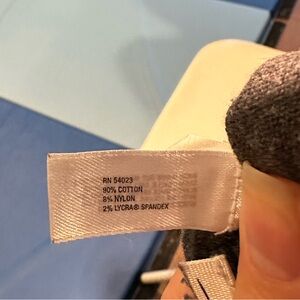 RN 54023
90% COTTON
8% NYLON
2% LYCRA® SPANDEX